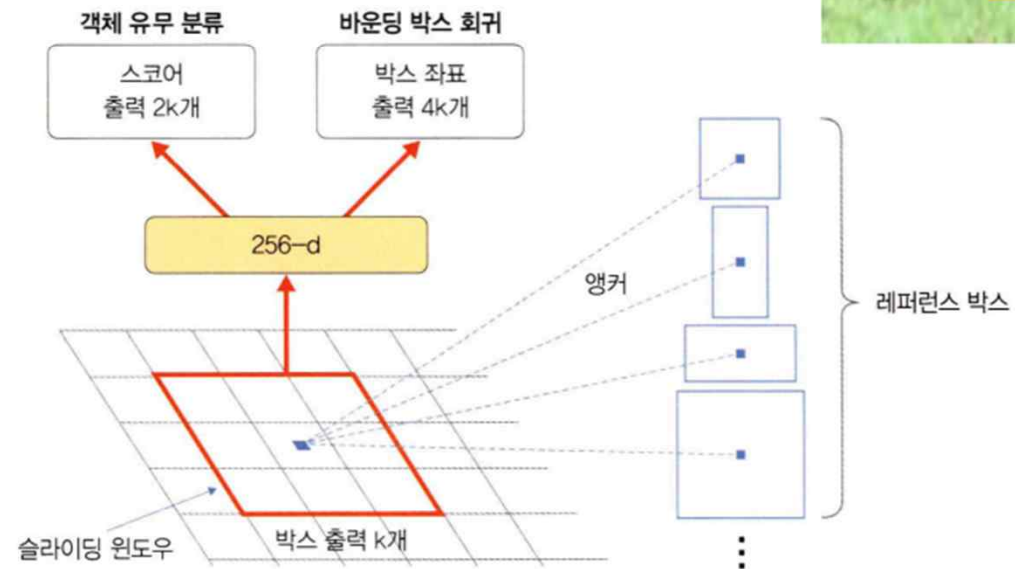 객체 유무 분류
바운딩 박스 회귀
스코어
출력 2k개
박스 좌표
출력 4k개
256-d
앵커
레퍼런스 박스
슬라이딩 윈도우
박스 출력 k개